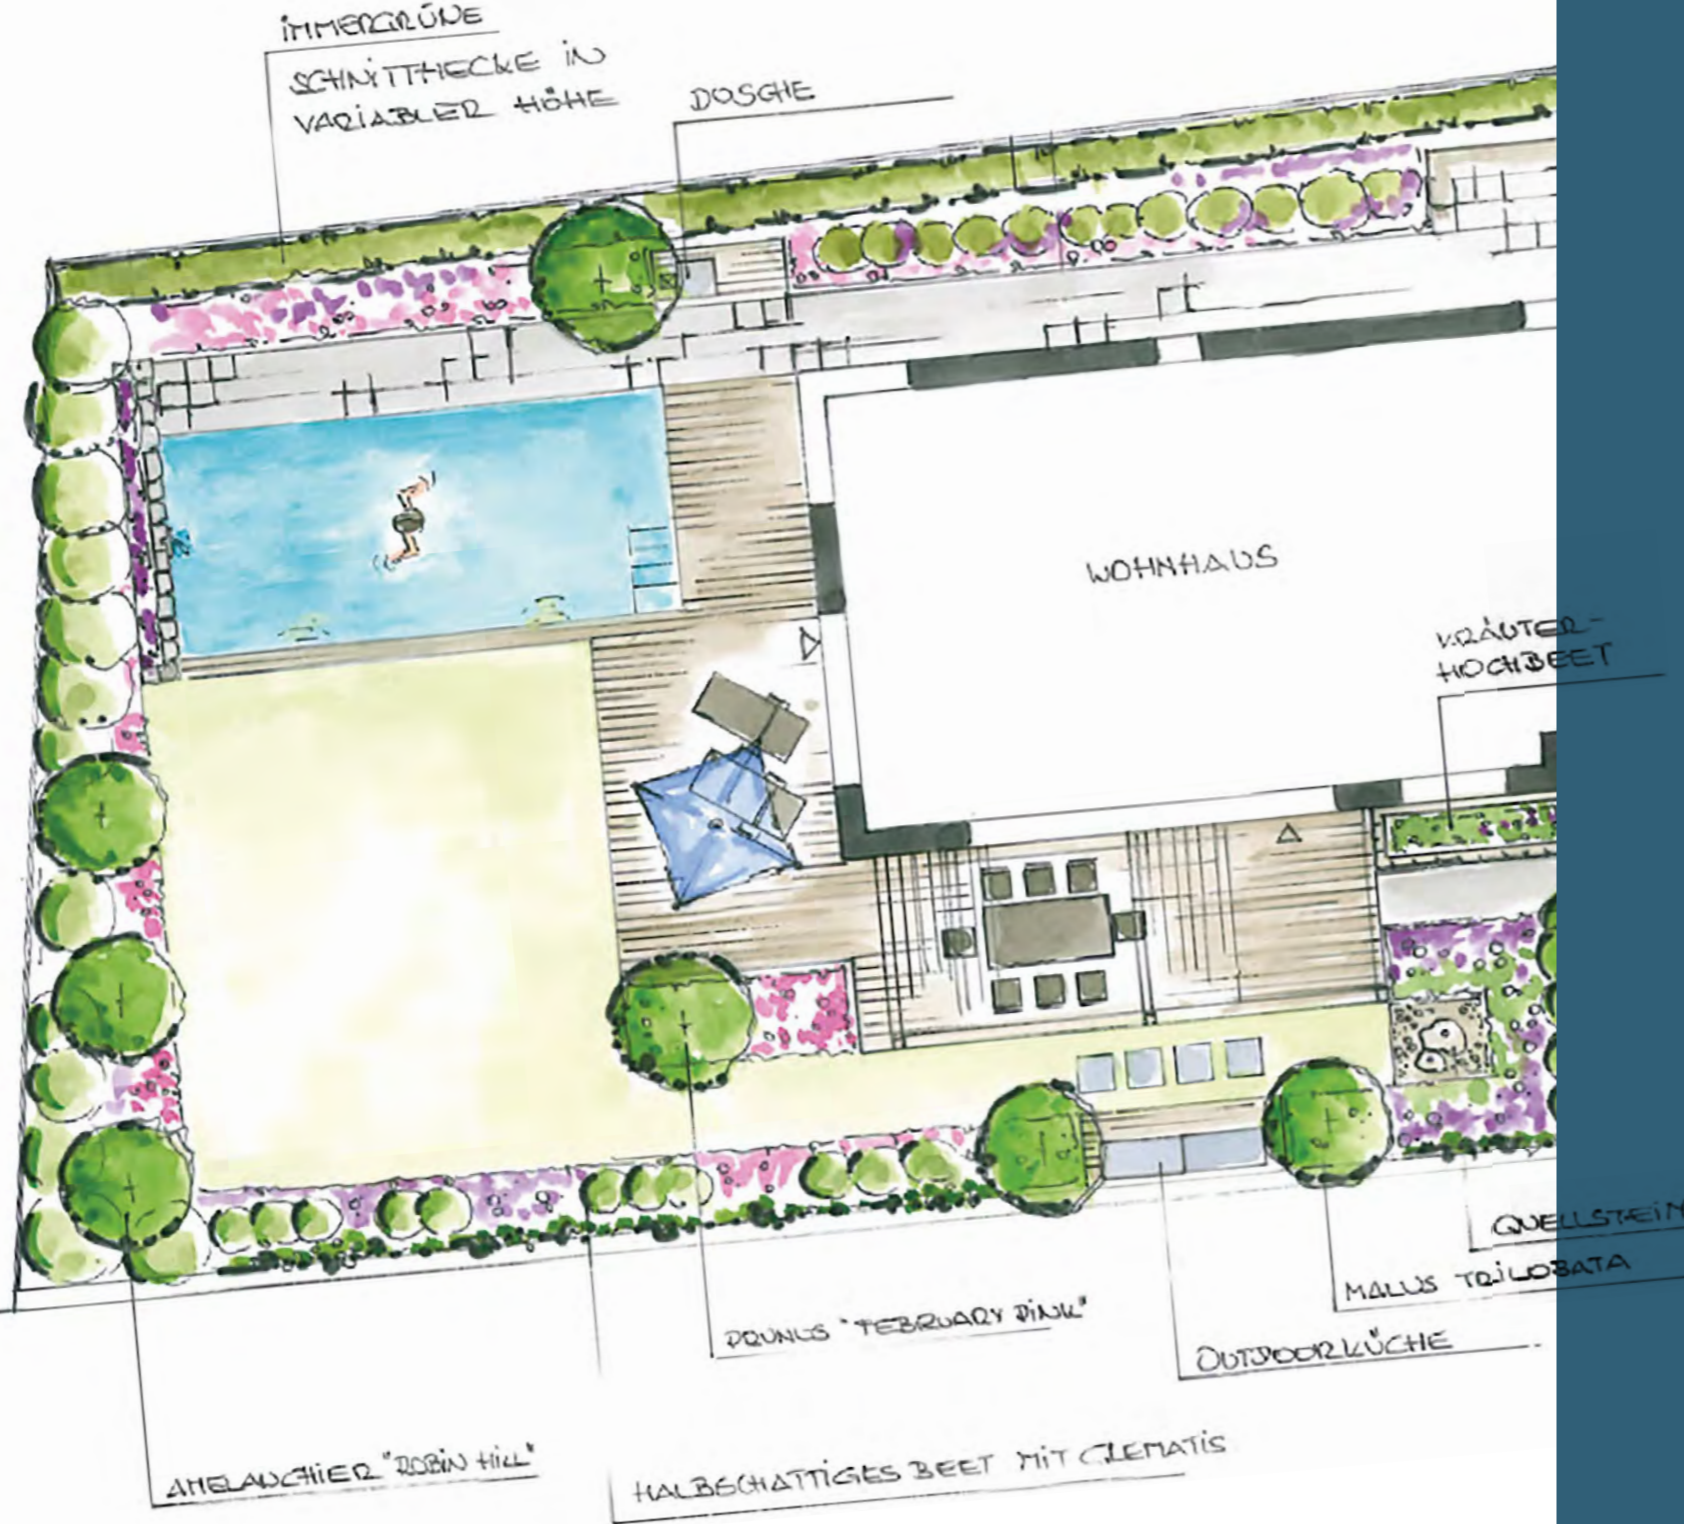 IMMERGRÜNE
SCHNITTHECKE IN
VARIABLER HÖHE
DUSCHE
WOHNHAUS
KRÄUTER-
HOCHBEET
QUELLSTEIN
MALUS TRILOBATA
OUTDOORKÜCHE
PRUNUS "FEBRUARY PINK"
HALBSCHATTIGES BEET MIT CLEMATIS
AMELANCHIER "ROBIN HILL"